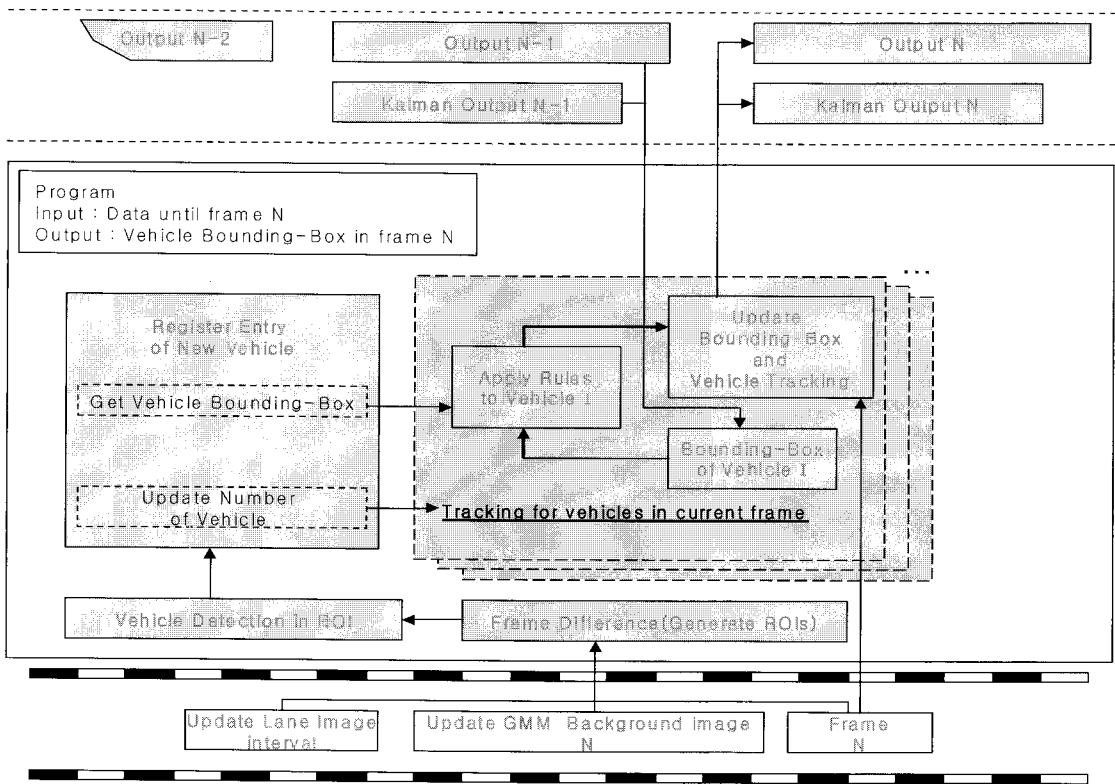 Output N-2
Output N-1
Output N
Kalman Output N-1
Kalman Output N
Program
Input : Data until frame N
Output : Vehicle Bounding-Box in frame N
...
Register Entry
of New Vehicle
Get Vehicle Bounding-Box
Update Number
of Vehicle
Apply Rules
to Vehicle I
Update
Bounding-Box
and
Vehicle Tracking
Bounding-Box
of Vehicle I
Tracking for vehicles in current frame
Vehicle Detection in ROI
Frame Difference(Generate ROIs)
Update Lane Image
interval
Update GMM Background image
N
Frame
N